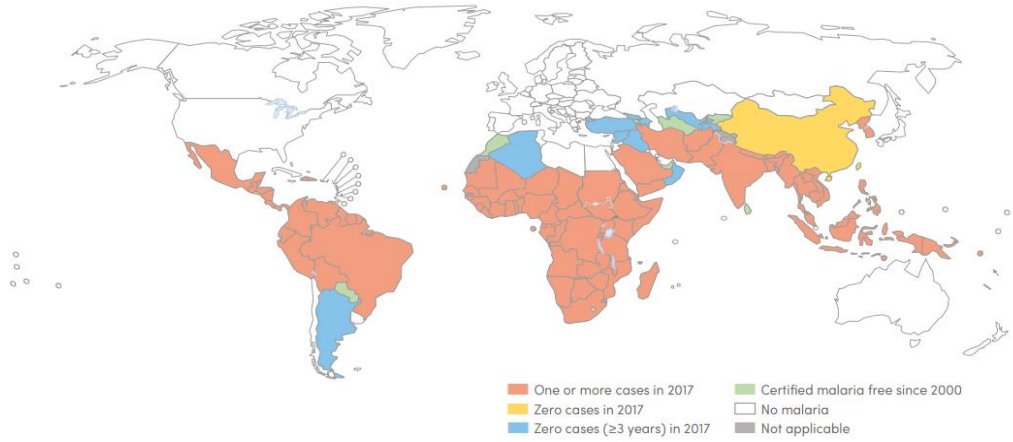 One or more cases in 2017
Zero cases in 2017
Zero cases (≥3 years) in 2017
Certified malaria free since 2000
No malaria
Not applicable